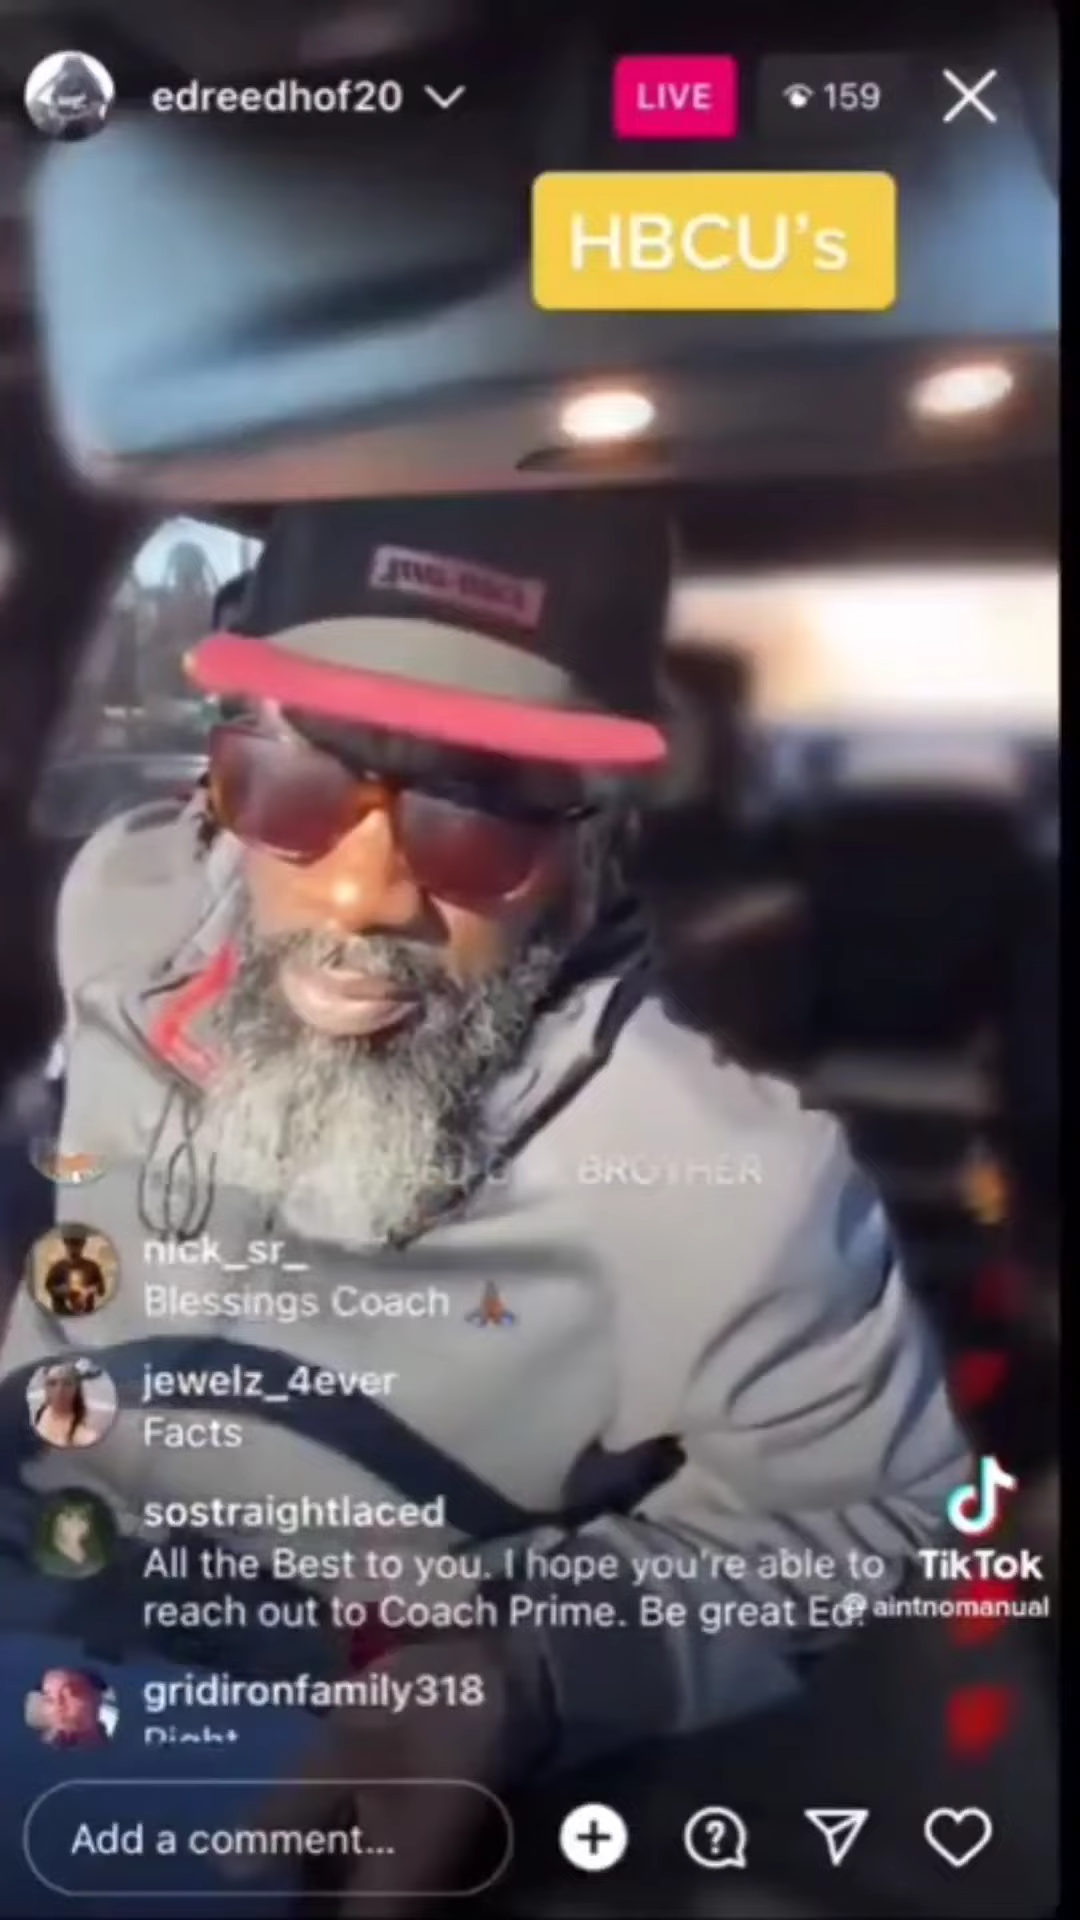 edreedhof20
LIVE
159
HBCU's
BROTHER
nick_sr_
Blessings Coach 🙏🏾
jewelz_4ever
Facts
sostraightlaced
All the Best to you. I hope you're able to
reach out to Coach Prime. Be great Ed!
TikTok
@aintnomanual
gridironfamily318
Right
Add a comment...